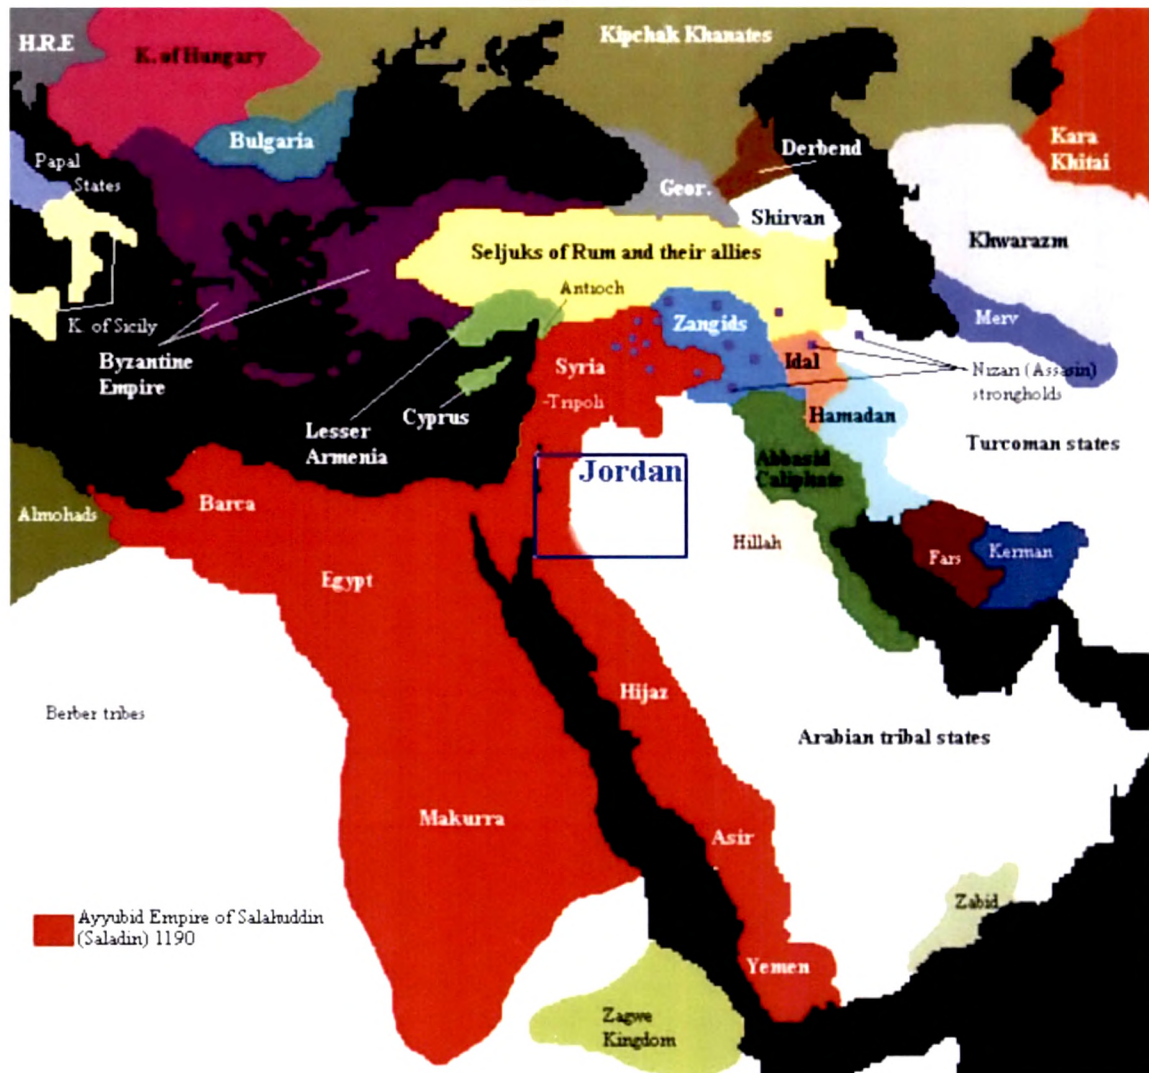 H.R.E
K. of Hungary
Kipchak Khanates
Bulgaria
Derbend
Kara
Khitai
Papal
States
Geor.
Shirvan
Khwarazm
Seljuks of Rum and their allies
Antioch
K. of Sicily
Zangids
Merv
Byzantine
Empire
Syria
Idal
Nizari (Assasin)
strongholds
-Tripoli
Cyprus
Hamadan
Lesser
Armenia
Turcoman states
Jordan
Abbasid
Caliphate
Almohads
Barca
Hillah
Fars
Kerman
Egypt
Hijaz
Berber tribes
Arabian tribal states
Makurra
Asir
Zabid
Ayyubid Empire of Salahuddin
(Saladin) 1190
Yemen
Zagwe
Kingdom